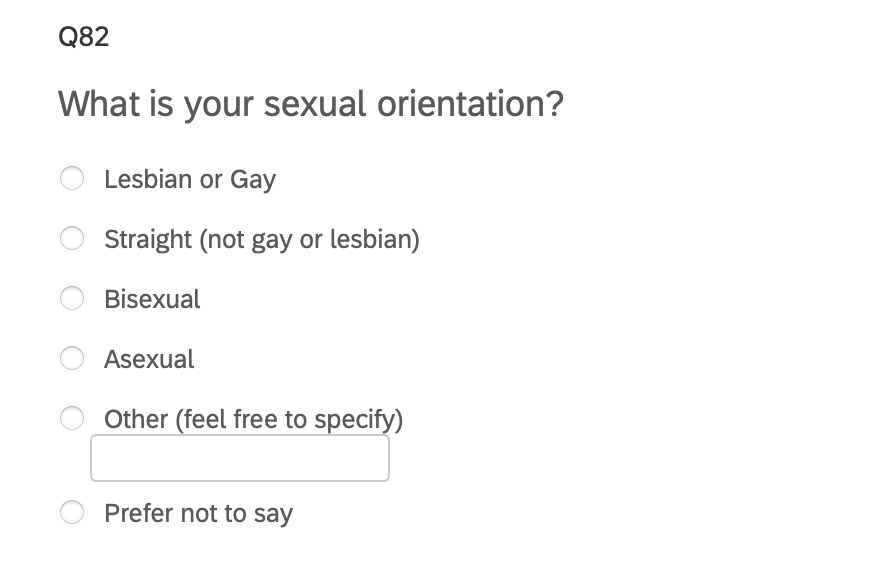 Q82
What is your sexual orientation?
Lesbian or Gay
Straight (not gay or lesbian)
Bisexual
Asexual
Other (feel free to specify)
Prefer not to say